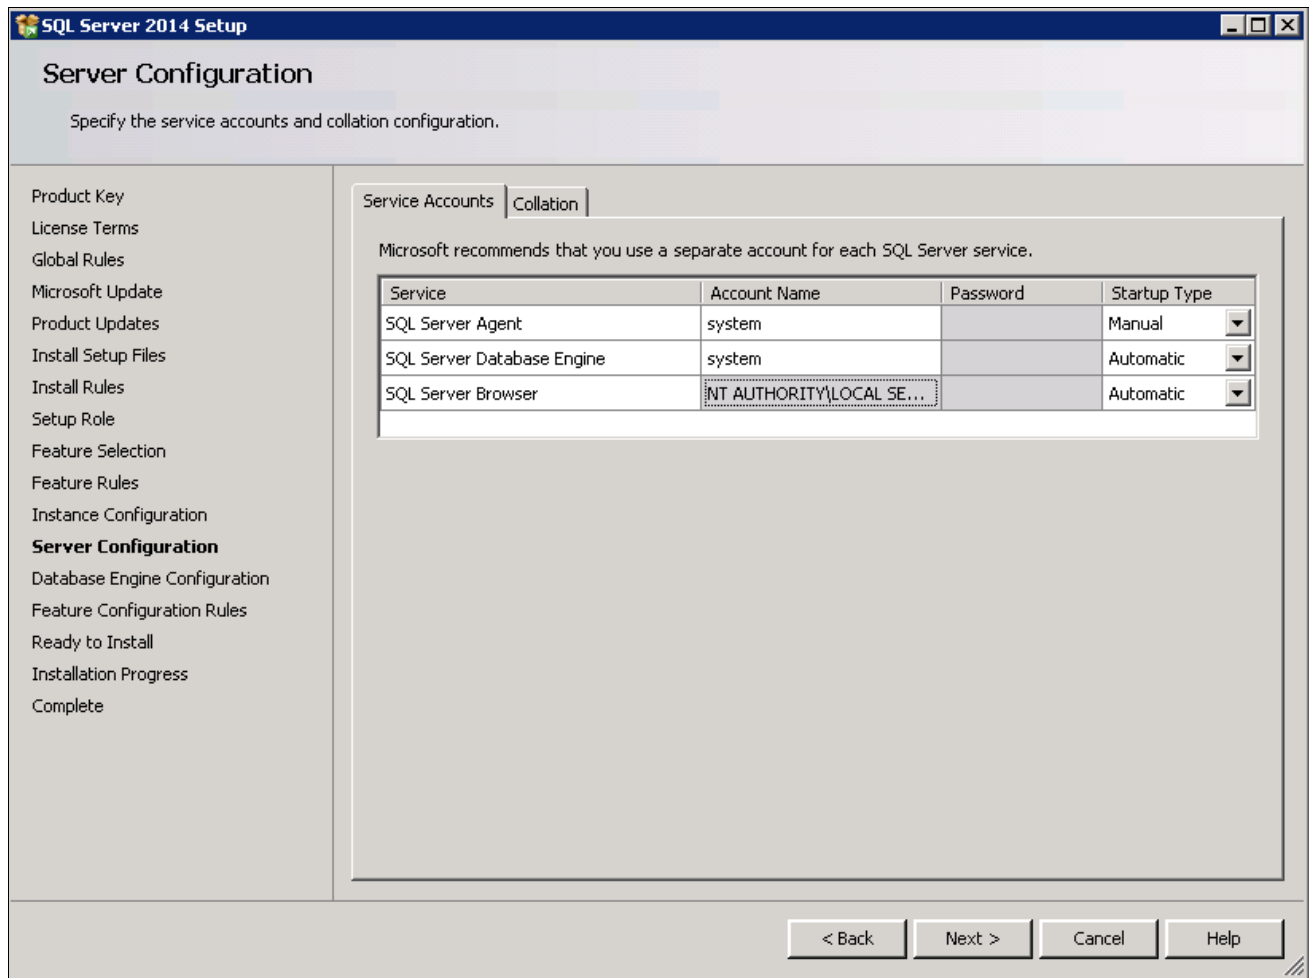 SQL Server 2014 Setup
Server Configuration
Specify the service accounts and collation configuration.
Product Key
License Terms
Global Rules
Microsoft Update
Product Updates
Install Setup Files
Install Rules
Setup Role
Feature Selection
Feature Rules
Instance Configuration
Server Configuration
Database Engine Configuration
Feature Configuration Rules
Ready to Install
Installation Progress
Complete
Service Accounts Collation
Microsoft recommends that you use a separate account for each SQL Server service.
Service Account Name Password Startup Type
SQL Server Agent system Manual
SQL Server Database Engine system Automatic
SQL Server Browser NT AUTHORITY\LOCAL SE... Automatic
< Back Next > Cancel Help